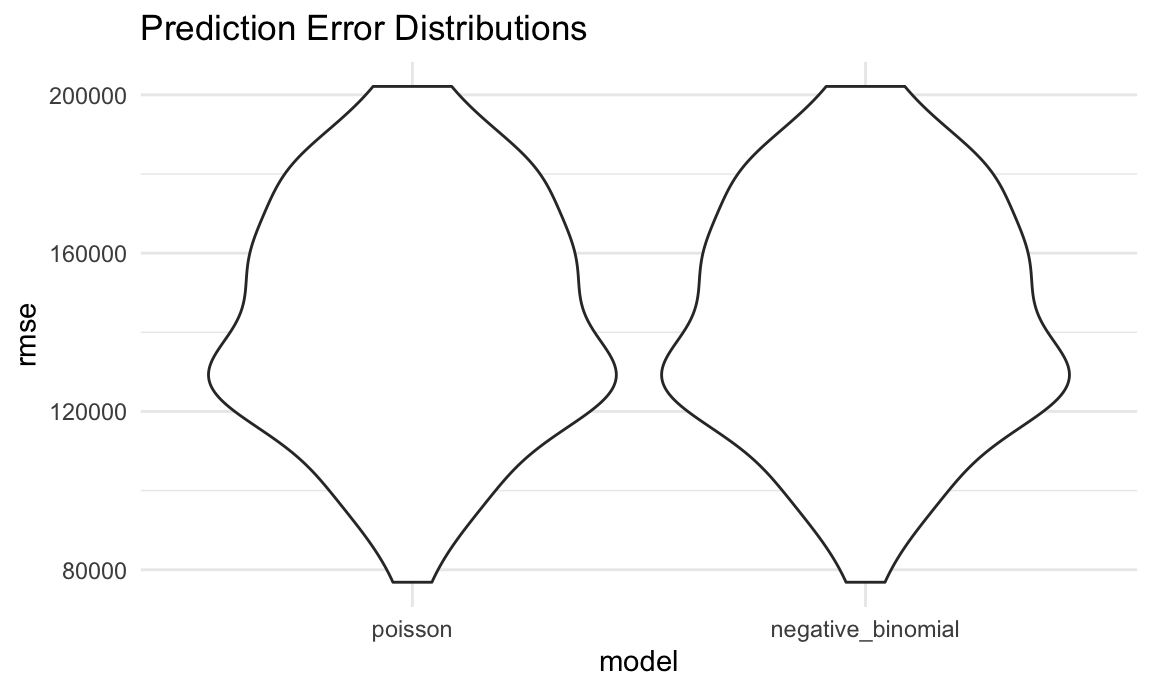 Prediction Error Distributions
200000
160000
120000
80000
rmse
poisson
negative_binomial
model